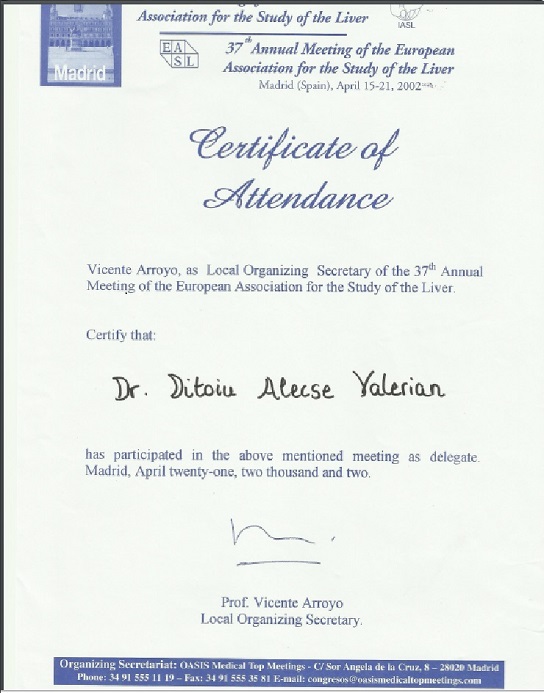 Association for the Study of the Liver
IASL
Madrid
EA
SL
37th Annual Meeting of the European
Association for the Study of the Liver
Madrid (Spain), April 15-21, 2002
Certificate of
Attendance
Vicente Arroyo, as Local Organizing Secretary of the 37th Annual
Meeting of the European Association for the Study of the Liver.
Certify that:
Dr. Ditoiu Alecse Valerian
has participated in the above mentioned meeting as delegate.
Madrid, April twenty-one, two thousand and two.
Prof. Vicente Arroyo
Local Organizing Secretary.
Organizing Secretariat: OASIS Medical Top Meetings - C/ Sor Angela de la Cruz, 8 – 28020 Madrid
Phone: 34 91 555 11 19 – Fax: 34 91 555 35 81 E-mail: congresos@oasismedicaltopmeetings.com